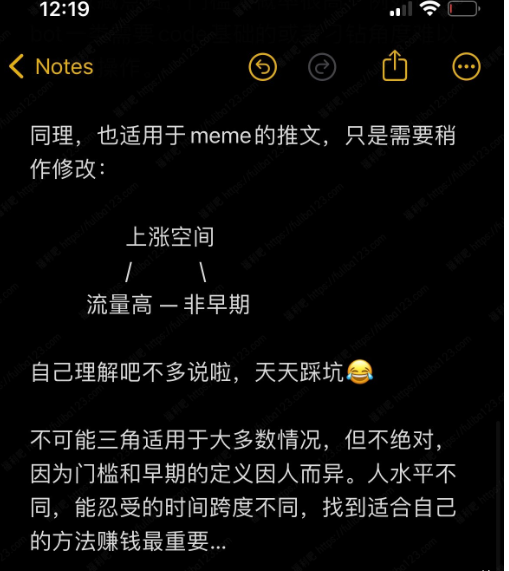 12:19
Notes
同理，也适用于meme的推文，只是需要稍
作修改：
上涨空间
/ \
流量高 — 非早期
自己理解吧不多说啦，天天踩坑😂
不可能三角适用于大多数情况，但不绝对，
因为门槛和早期的定义因人而异。人水平不
同，能忍受的时间跨度不同，找到适合自己
的方法赚钱最重要...